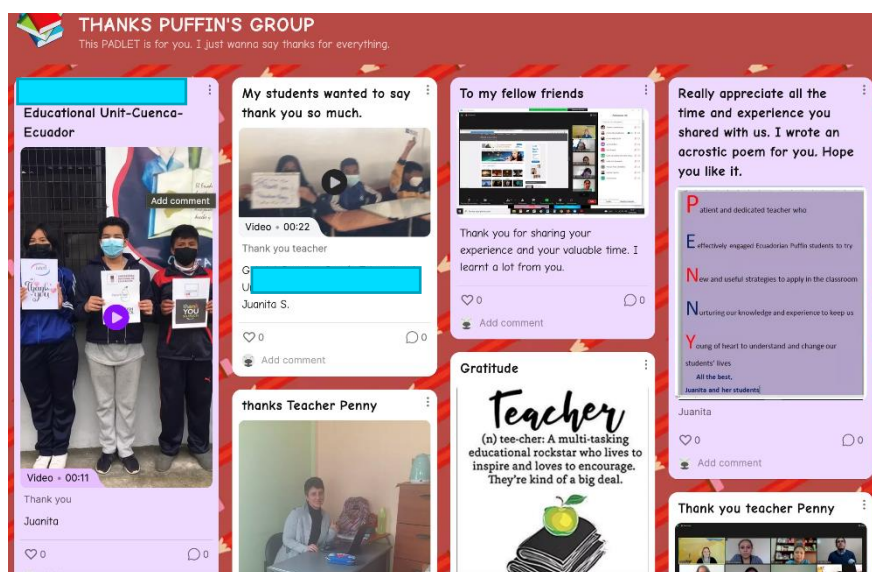 THANKS PUFFIN'S GROUP
This PADLET is for you. I just wanna say thanks for everything.
Educational Unit-Cuenca-
Ecuador
Add comment
Video • 00:11
Thank you
Juanita
0
0
My students wanted to say
thank you so much.
Video • 00:22
Thank you teacher
Juanita S.
0
0
Add comment
thanks Teacher Penny
To my fellow friends
Thank you for sharing your
experience and your valuable time. I
learnt a lot from you.
0
0
Add comment
Gratitude
Teacher
(n) tee-cher: A multi-tasking
educational rockstar who lives to
inspire and loves to encourage.
They're kind of a big deal.
Really appreciate all the
time and experience you
shared with us. I wrote an
acrostic poem for you. Hope
you like it.
Patient and dedicated teacher who
Effectively engaged Ecuadorian Puffin students to try
New and useful strategies to apply in the classroom
Nurturing our knowledge and experience to keep us
Young of heart to understand and change our
students' lives
All the best,
Juanita and her students
Juanita
0
0
Add comment
Thank you teacher Penny